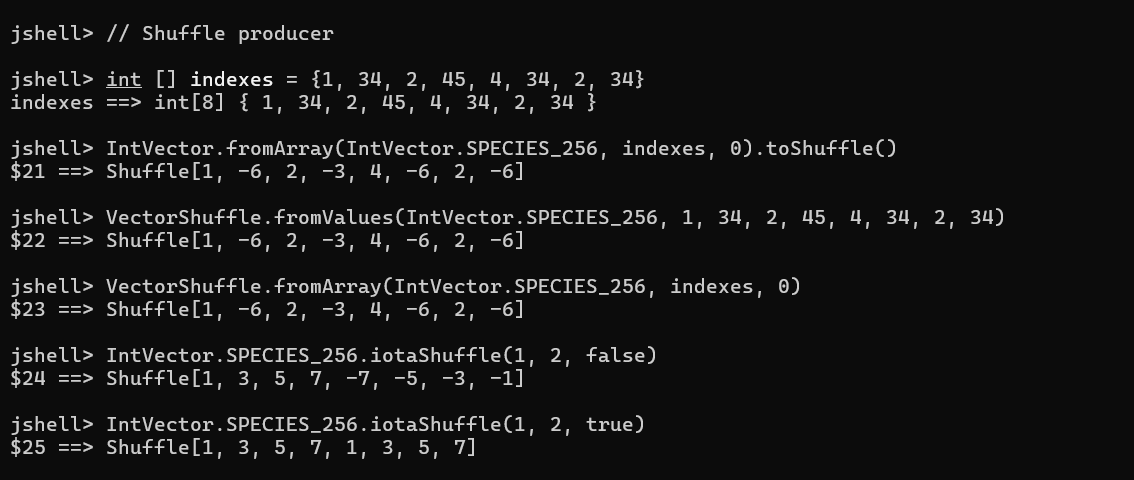 jshell> // Shuffle producer
jshell> int [] indexes = {1, 34, 2, 45, 4, 34, 2, 34}
indexes ==> int[8] { 1, 34, 2, 45, 4, 34, 2, 34 }
jshell> IntVector.fromArray(IntVector.SPECIES_256, indexes, 0).toShuffle()
$21 ==> Shuffle[1, -6, 2, -3, 4, -6, 2, -6]
jshell> VectorShuffle.fromValues(IntVector.SPECIES_256, 1, 34, 2, 45, 4, 34, 2, 34)
$22 ==> Shuffle[1, -6, 2, -3, 4, -6, 2, -6]
jshell> VectorShuffle.fromArray(IntVector.SPECIES_256, indexes, 0)
$23 ==> Shuffle[1, -6, 2, -3, 4, -6, 2, -6]
jshell> IntVector.SPECIES_256.iotaShuffle(1, 2, false)
$24 ==> Shuffle[1, 3, 5, 7, -7, -5, -3, -1]
jshell> IntVector.SPECIES_256.iotaShuffle(1, 2, true)
$25 ==> Shuffle[1, 3, 5, 7, 1, 3, 5, 7]